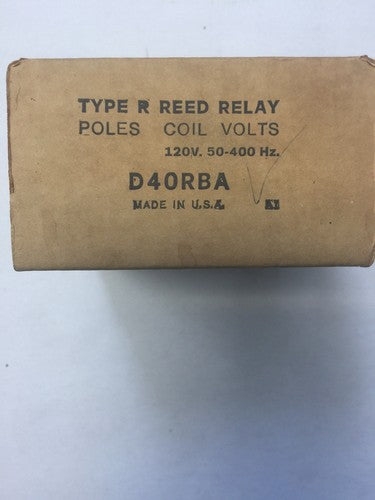 TYPE R REED RELAY
POLES COIL VOLTS
120V. 50-400 Hz.
D40RBA
MADE IN U.S.A.